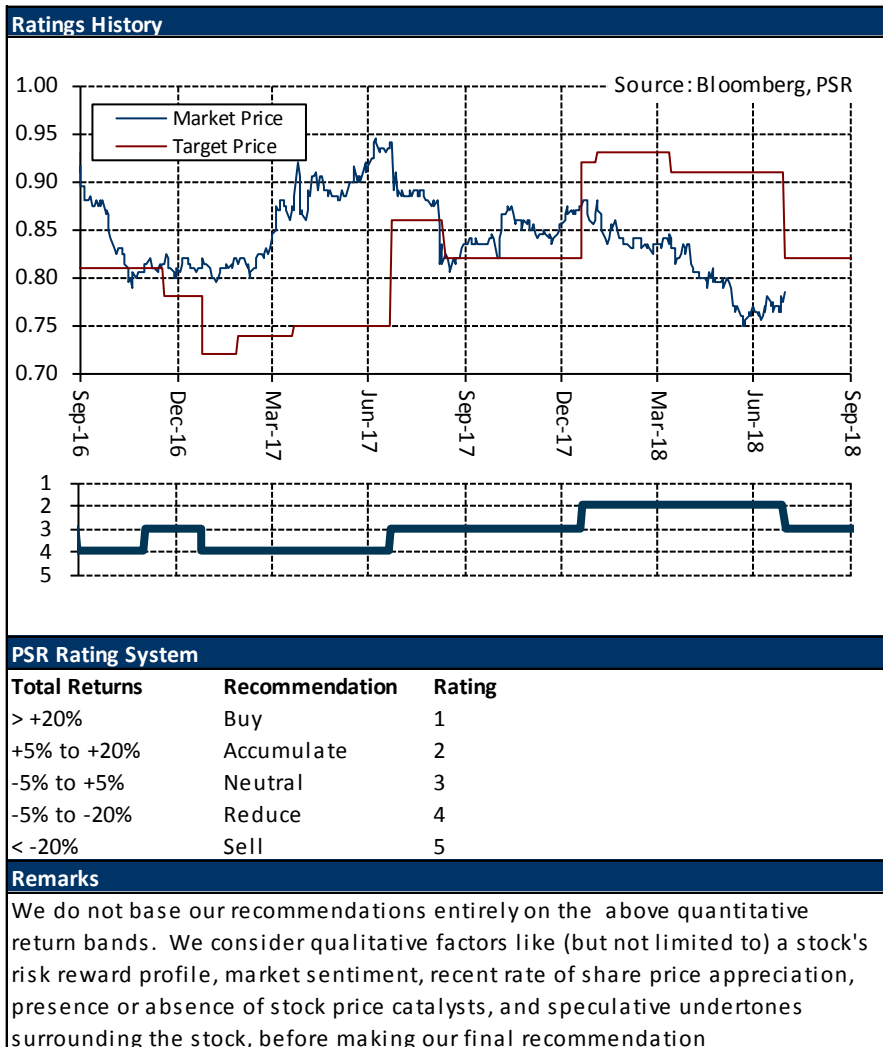 Ratings History
Source: Bloomberg, PSR
Market Price
Target Price
1.00
0.95
0.90
0.85
0.80
0.75
0.70
Sep-16
Dec-16
Mar-17
Jun-17
Sep-17
Dec-17
Mar-18
Jun-18
Sep-18
1
2
3
4
5
PSR Rating System
Total Returns Recommendation Rating
> +20% Buy 1
+5% to +20% Accumulate 2
-5% to +5% Neutral 3
-5% to -20% Reduce 4
< -20% Sell 5
Remarks
We do not base our recommendations entirely on the above quantitative
return bands. We consider qualitative factors like (but not limited to) a stock's
risk reward profile, market sentiment, recent rate of share price appreciation,
presence or absence of stock price catalysts, and speculative undertones
surrounding the stock, before making our final recommendation